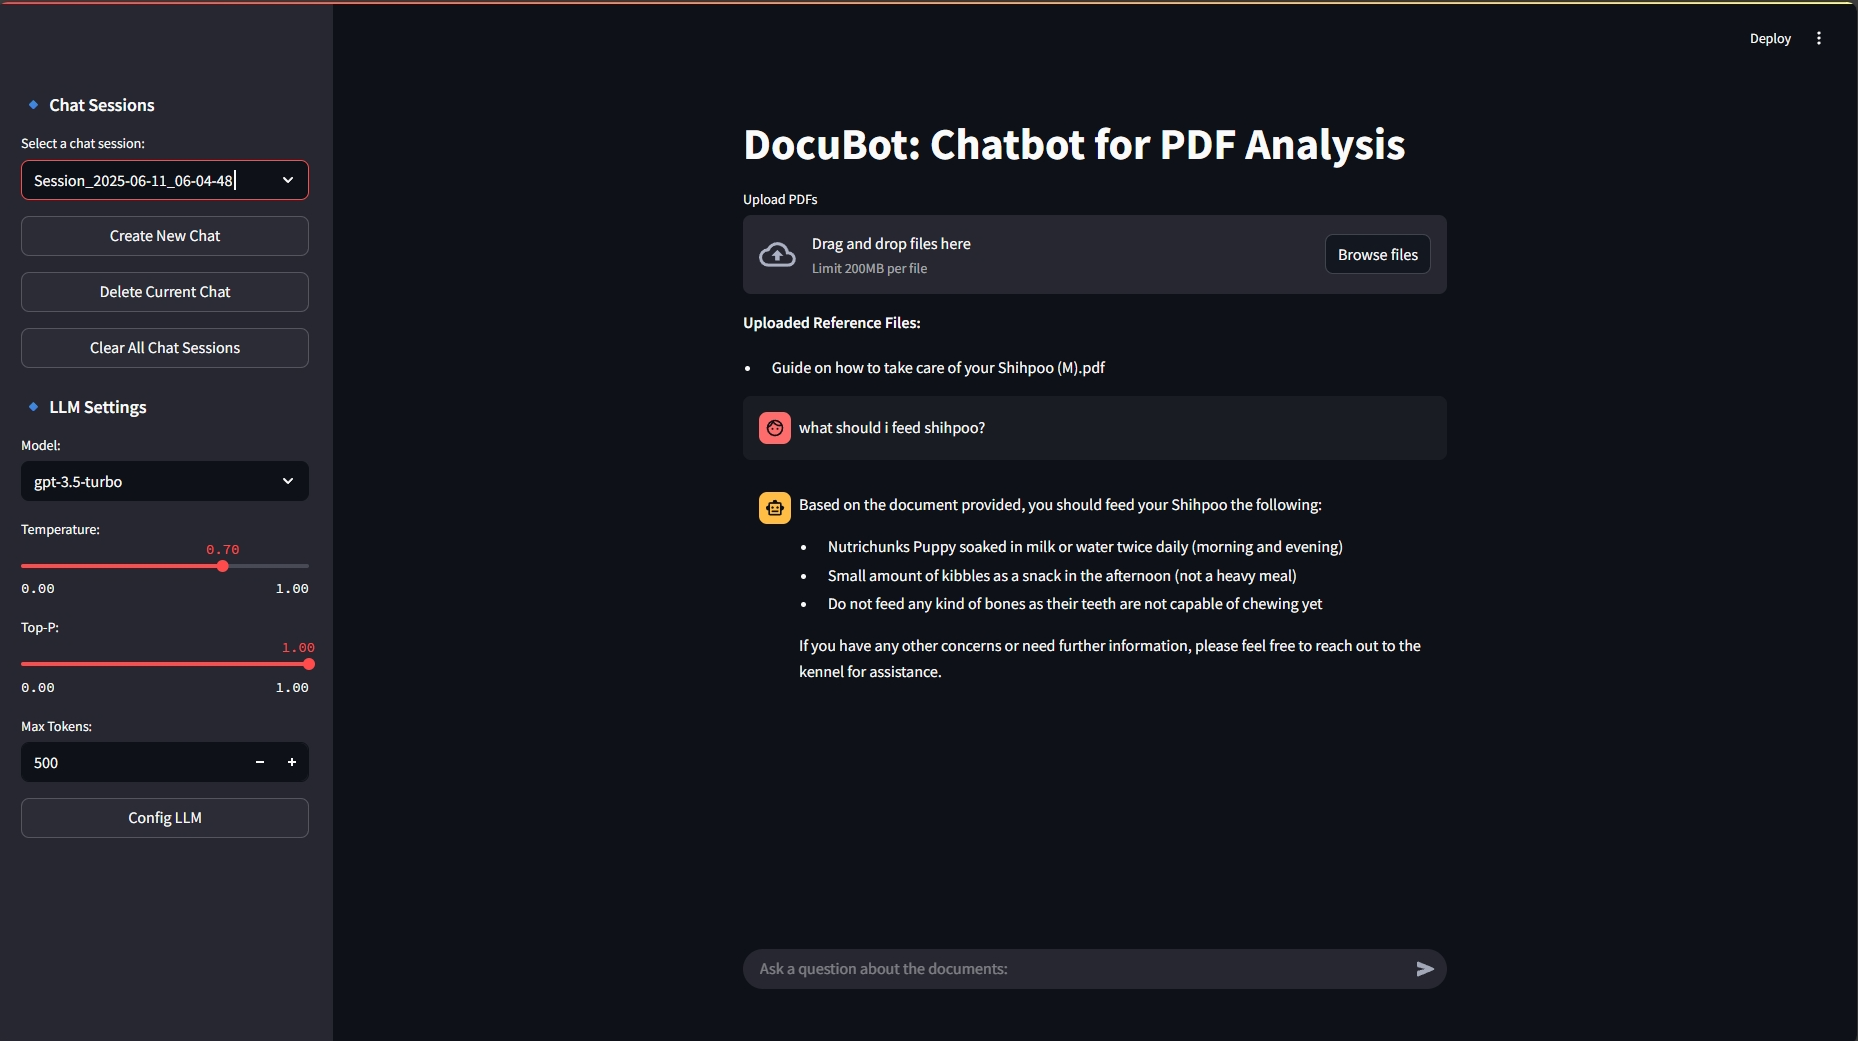 Deploy
Chat Sessions
Select a chat session:
Session_2025-06-11_06-04-48
Create New Chat
Delete Current Chat
Clear All Chat Sessions
LLM Settings
Model:
gpt-3.5-turbo
Temperature:
0.70
0.00 1.00
Top-P:
1.00
0.00 1.00
Max Tokens:
500
Config LLM
DocuBot: Chatbot for PDF Analysis
Upload PDFs
Drag and drop files here
Limit 200MB per file
Browse files
Uploaded Reference Files:
• Guide on how to take care of your Shihpoo (M).pdf
what should i feed shihpoo?
Based on the document provided, you should feed your Shihpoo the following:
• Nutrichunks Puppy soaked in milk or water twice daily (morning and evening)
• Small amount of kibbles as a snack in the afternoon (not a heavy meal)
• Do not feed any kind of bones as their teeth are not capable of chewing yet
If you have any other concerns or need further information, please feel free to reach out to the
kennel for assistance.
Ask a question about the documents: